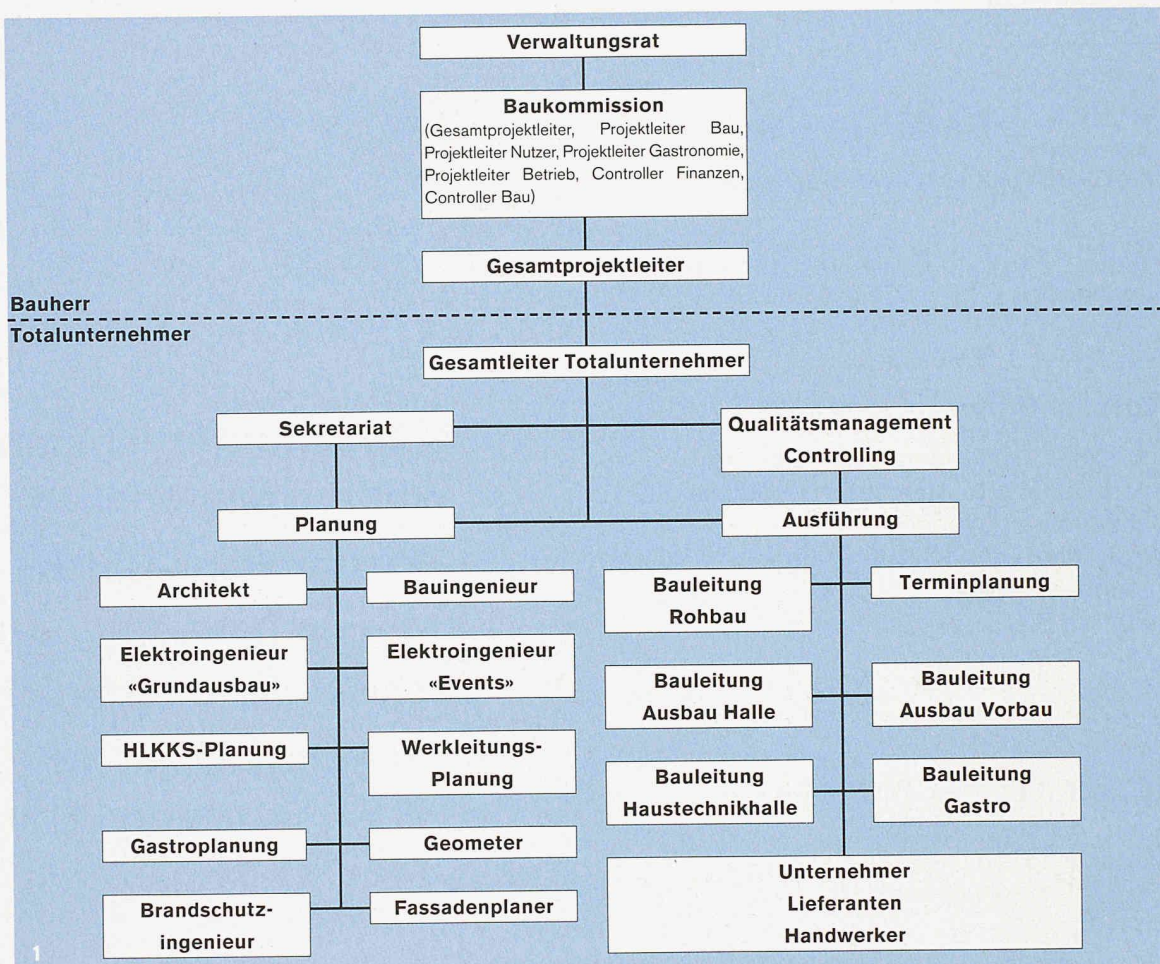 Verwaltungsrat
Baukommission
(Gesamtprojektleiter, Projektleiter Bau,
Projektleiter Nutzer, Projektleiter Gastronomie,
Projektleiter Betrieb, Controller Finanzen,
Controller Bau)
Gesamtprojektleiter
Bauherr
Totalunternehmer
Gesamtleiter Totalunternehmer
Sekretariat
Qualitätsmanagement
Controlling
Planung
Ausführung
Architekt
Bauingenieur
Elektroingenieur
«Grundausbau»
Elektroingenieur
«Events»
HLKKS-Planung
Werkleitungs-
Planung
Gastroplanung
Geometer
Brandschutz-
ingenieur
Fassadenplaner
Bauleitung
Rohbau
Terminplanung
Bauleitung
Ausbau Halle
Bauleitung
Ausbau Vorbau
Bauleitung
Haustechnikhalle
Bauleitung
Gastro
Unternehmer
Lieferanten
Handwerker
1